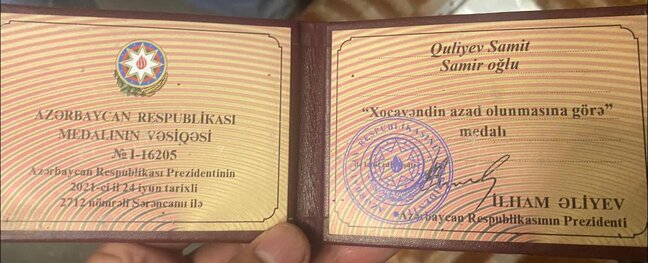 AZƏRBAYCAN RESPUBLİKASI
MEDALININ VƏSİQƏSİ
№ I-16205
Azərbaycan Respublikası Prezidentinin
2021-ci il 24 iyun tarixli
2712 nömrəli Sərəncamı ilə
Quliyev Samit
Samir oğlu
“Xocavəndin azad olunmasına görə”
medalı
İLHAM ƏLİYEV
Azərbaycan Respublikasının Prezidenti